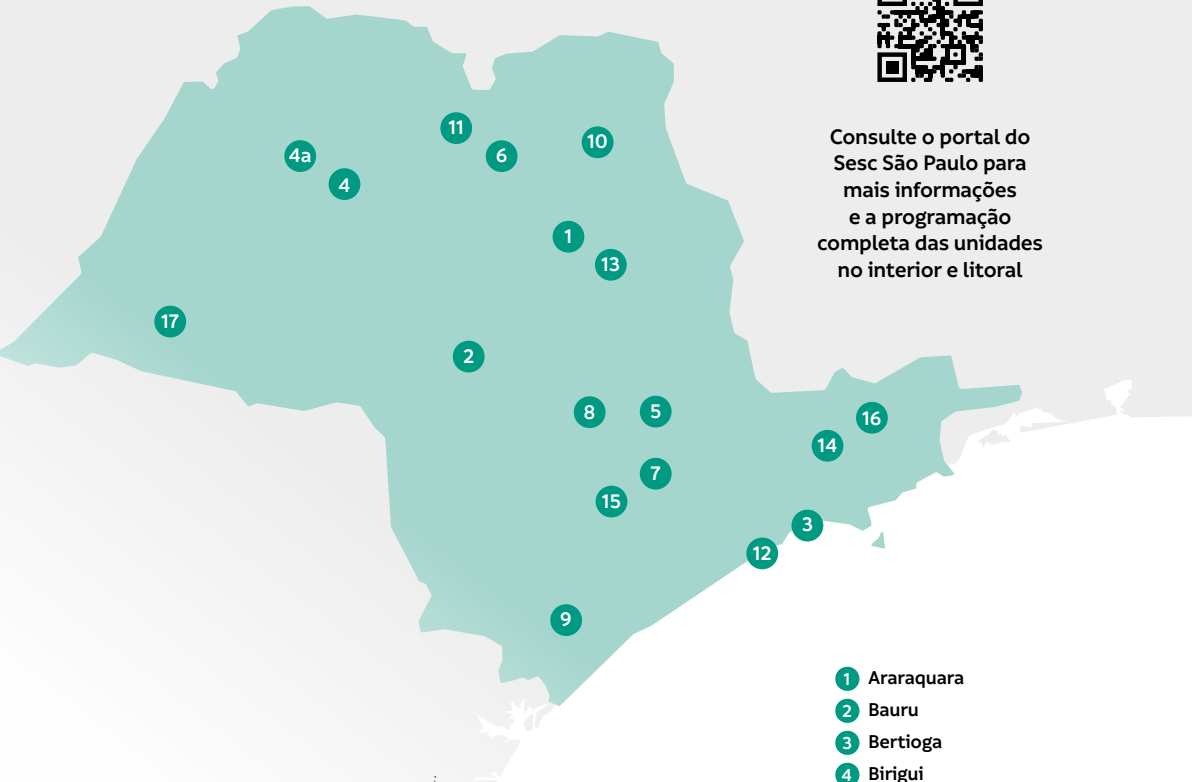 Consulte o portal do
Sesc São Paulo para
mais informações
e a programação
completa das unidades
no interior e litoral
11
10
4a
6
4
1
13
17
2
8
5
16
14
7
15
3
12
9
1 Araraquara
2 Bauru
3 Bertioga
4 Birigui